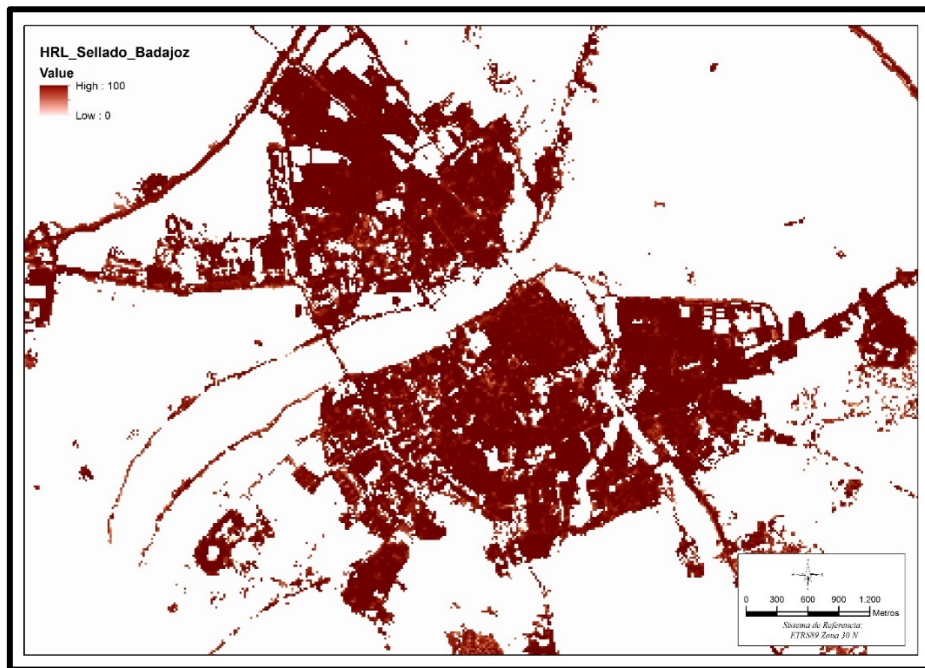 HRL_Sellado_Badajoz
Value
High : 100
Low : 0
0 300 600 900 1.200
Metros
Sistema de Referencia:
ETRS89 Zona 30 N